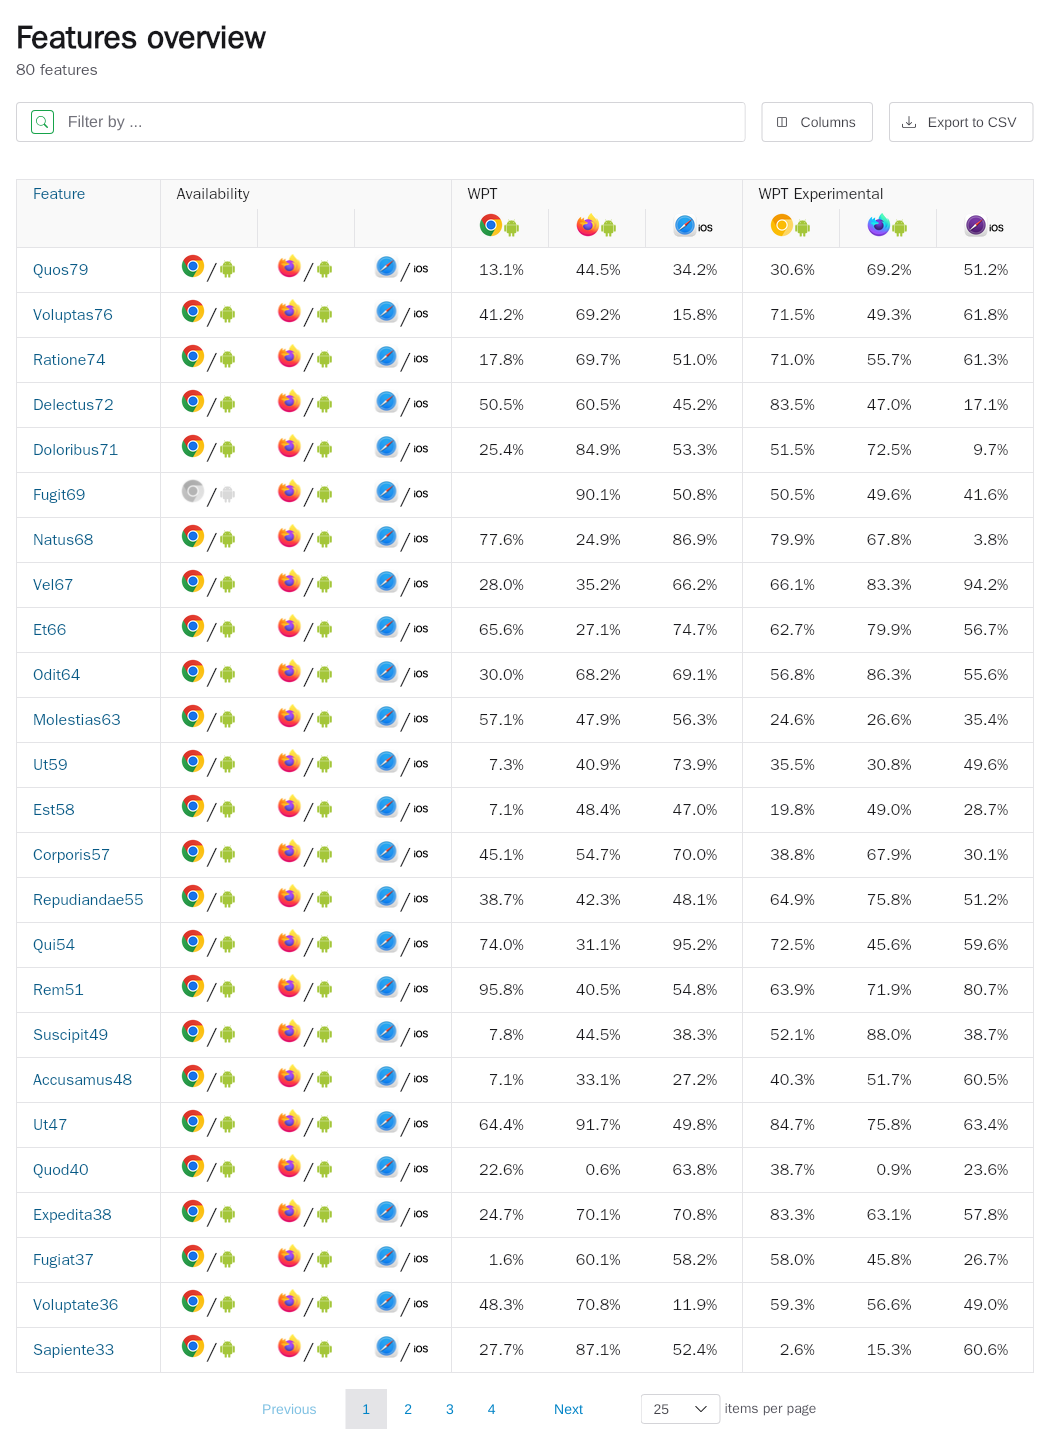 Features overview
80 features
Filter by ...
Columns
Export to CSV
Feature Availability WPT WPT Experimental
iOS iOS
Quos79 / / / iOS 13.1% 44.5% 34.2% 30.6% 69.2% 51.2%
Voluptas76 / / / iOS 41.2% 69.2% 15.8% 71.5% 49.3% 61.8%
Ratione74 / / / iOS 17.8% 69.7% 51.0% 71.0% 55.7% 61.3%
Delectus72 / / / iOS 50.5% 60.5% 45.2% 83.5% 47.0% 17.1%
Doloribus71 / / / iOS 25.4% 84.9% 53.3% 51.5% 72.5% 9.7%
Fugit69 / / / iOS 90.1% 50.8% 50.5% 49.6% 41.6%
Natus68 / / / iOS 77.6% 24.9% 86.9% 79.9% 67.8% 3.8%
Vel67 / / / iOS 28.0% 35.2% 66.2% 66.1% 83.3% 94.2%
Et66 / / / iOS 65.6% 27.1% 74.7% 62.7% 79.9% 56.7%
Odit64 / / / iOS 30.0% 68.2% 69.1% 56.8% 86.3% 55.6%
Molestias63 / / / iOS 57.1% 47.9% 56.3% 24.6% 26.6% 35.4%
Ut59 / / / iOS 7.3% 40.9% 73.9% 35.5% 30.8% 49.6%
Est58 / / / iOS 7.1% 48.4% 47.0% 19.8% 49.0% 28.7%
Corporis57 / / / iOS 45.1% 54.7% 70.0% 38.8% 67.9% 30.1%
Repudiandae55 / / / iOS 38.7% 42.3% 48.1% 64.9% 75.8% 51.2%
Qui54 / / / iOS 74.0% 31.1% 95.2% 72.5% 45.6% 59.6%
Rem51 / / / iOS 95.8% 40.5% 54.8% 63.9% 71.9% 80.7%
Suscipit49 / / / iOS 7.8% 44.5% 38.3% 52.1% 88.0% 38.7%
Accusamus48 / / / iOS 7.1% 33.1% 27.2% 40.3% 51.7% 60.5%
Ut47 / / / iOS 64.4% 91.7% 49.8% 84.7% 75.8% 63.4%
Quod40 / / / iOS 22.6% 0.6% 63.8% 38.7% 0.9% 23.6%
Expedita38 / / / iOS 24.7% 70.1% 70.8% 83.3% 63.1% 57.8%
Fugiat37 / / / iOS 1.6% 60.1% 58.2% 58.0% 45.8% 26.7%
Voluptate36 / / / iOS 48.3% 70.8% 11.9% 59.3% 56.6% 49.0%
Sapiente33 / / / iOS 27.7% 87.1% 52.4% 2.6% 15.3% 60.6%
Previous 1 2 3 4 Next 25 items per page